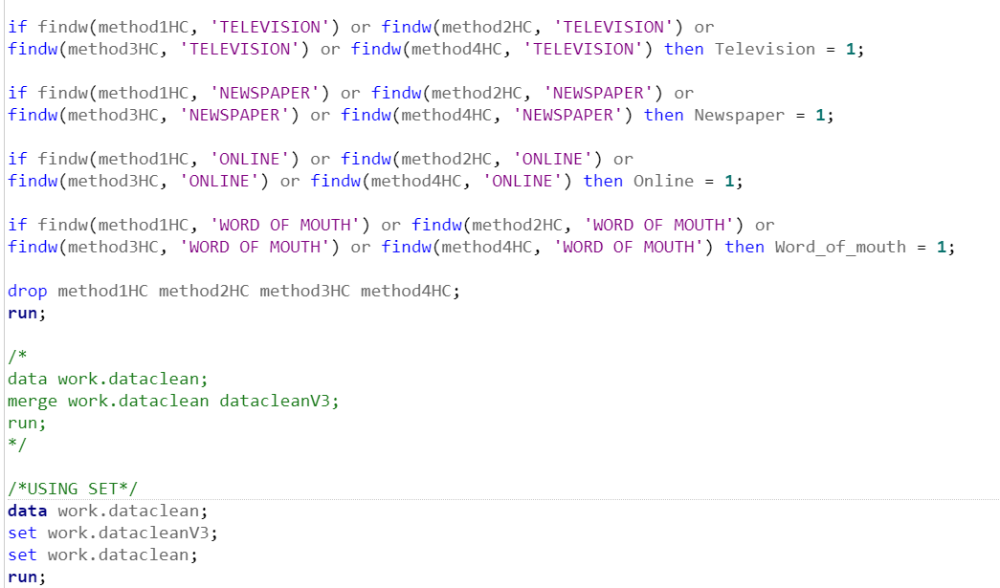 if findw(method1HC, 'TELEVISION') or findw(method2HC, 'TELEVISION') or
findw(method3HC, 'TELEVISION') or findw(method4HC, 'TELEVISION') then Television = 1;
if findw(method1HC, 'NEWSPAPER') or findw(method2HC, 'NEWSPAPER') or
findw(method3HC, 'NEWSPAPER') or findw(method4HC, 'NEWSPAPER') then Newspaper = 1;
if findw(method1HC, 'ONLINE') or findw(method2HC, 'ONLINE') or
findw(method3HC, 'ONLINE') or findw(method4HC, 'ONLINE') then Online = 1;
if findw(method1HC, 'WORD OF MOUTH') or findw(method2HC, 'WORD OF MOUTH') or
findw(method3HC, 'WORD OF MOUTH') or findw(method4HC, 'WORD OF MOUTH') then Word_of_mouth = 1;
drop method1HC method2HC method3HC method4HC;
run;
/*
data work.dataclean;
merge work.dataclean datacleanV3;
run;
*/
/*USING SET*/
data work.dataclean;
set work.datacleanV3;
set work.dataclean;
run;